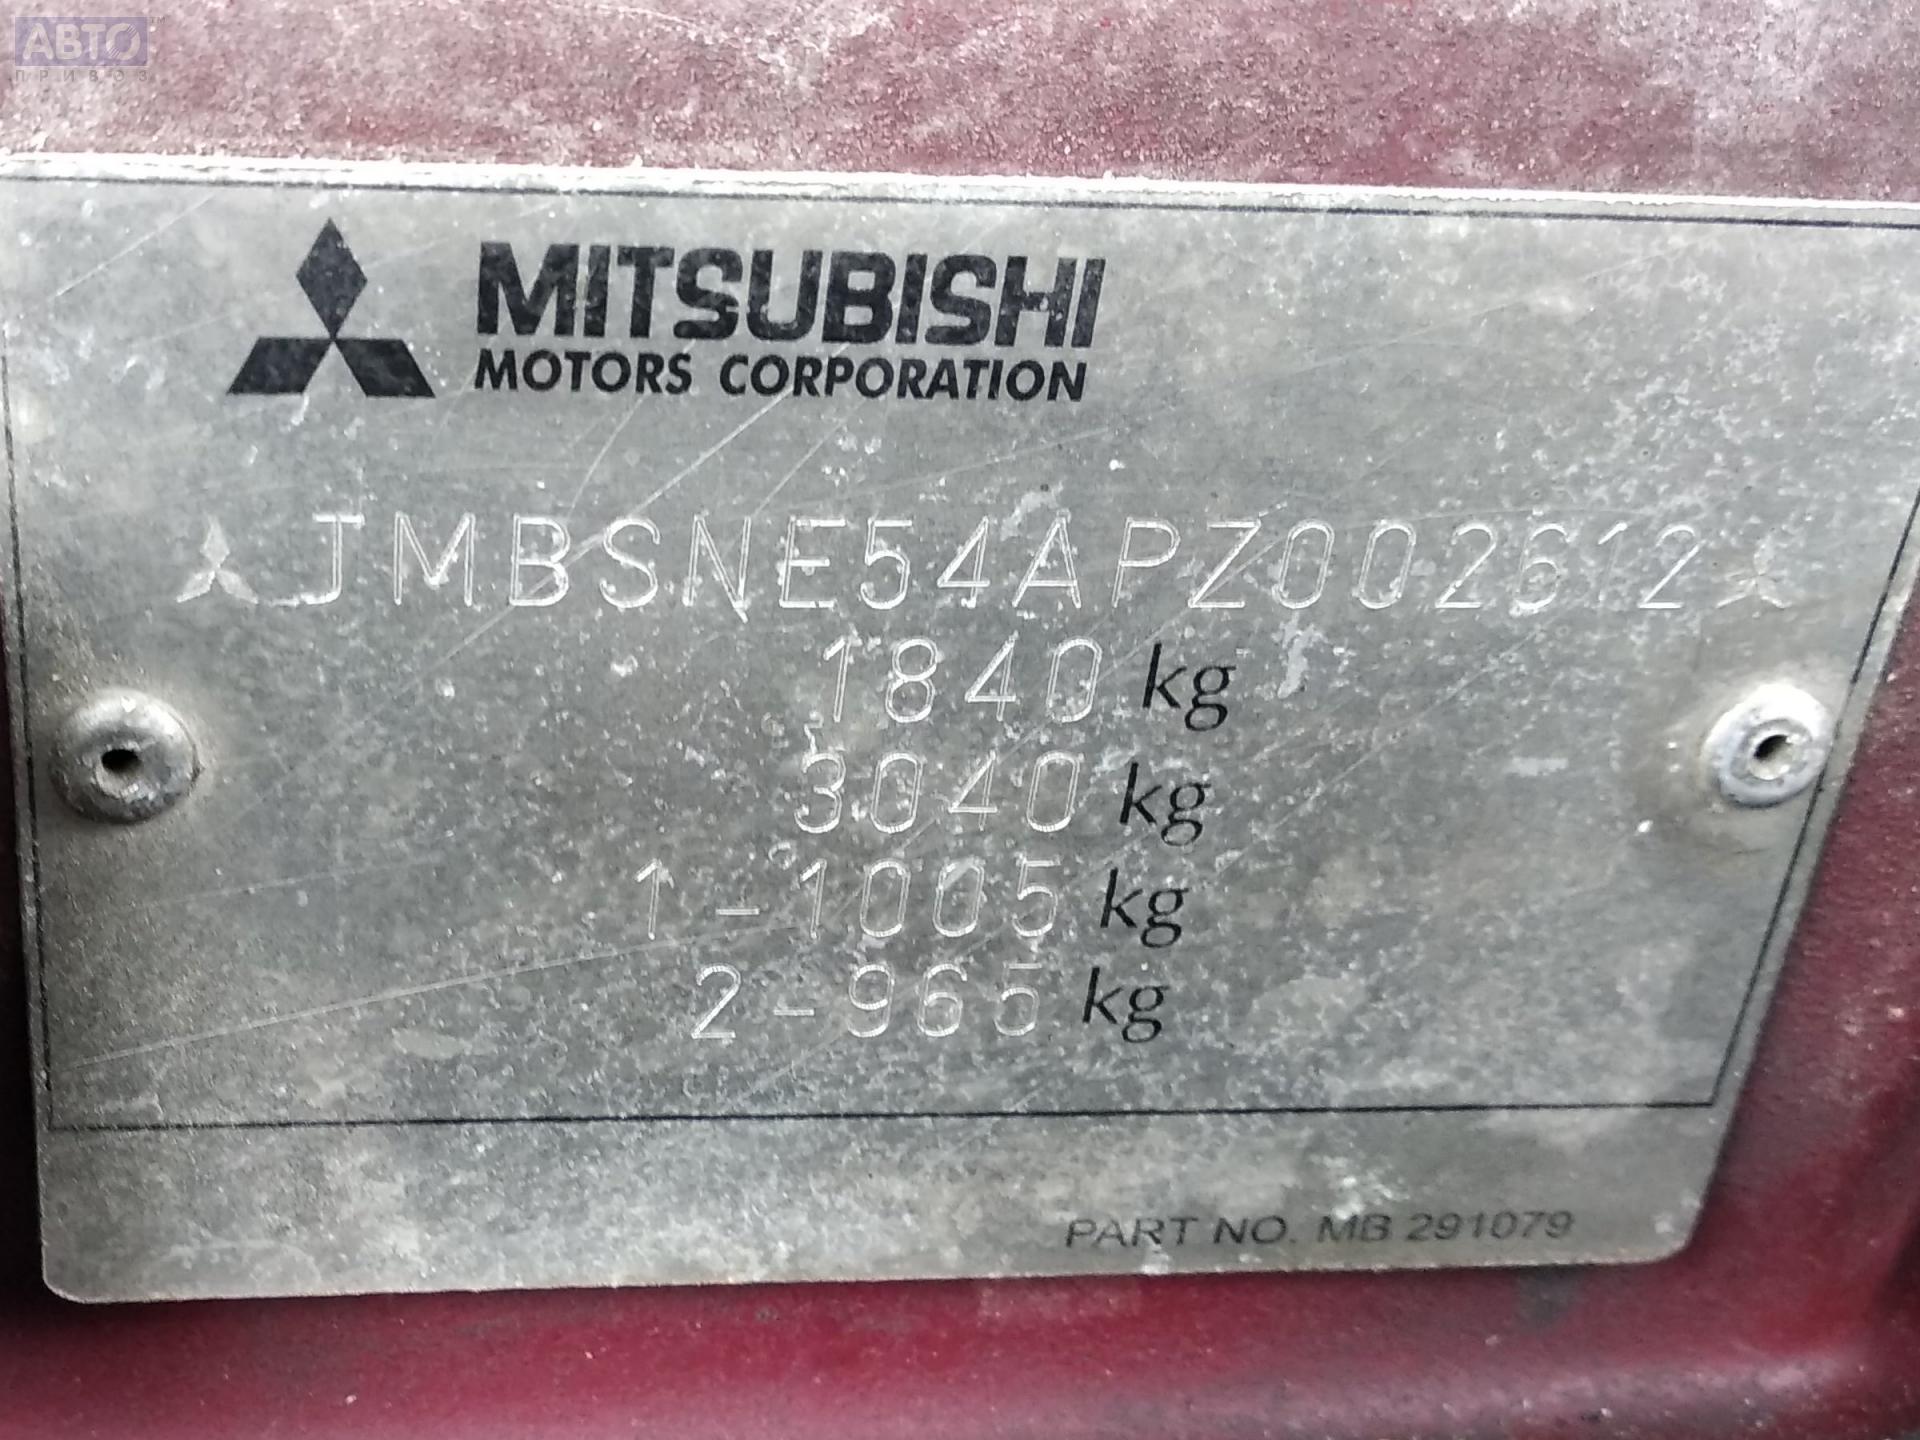 АВТО
ПРИВОЗ
MITSUBISHI
MOTORS CORPORATION
JMBSNE54APZ002612
1840 kg
3040 kg
1-1005 kg
2-965 kg
PART NO. MB 291079